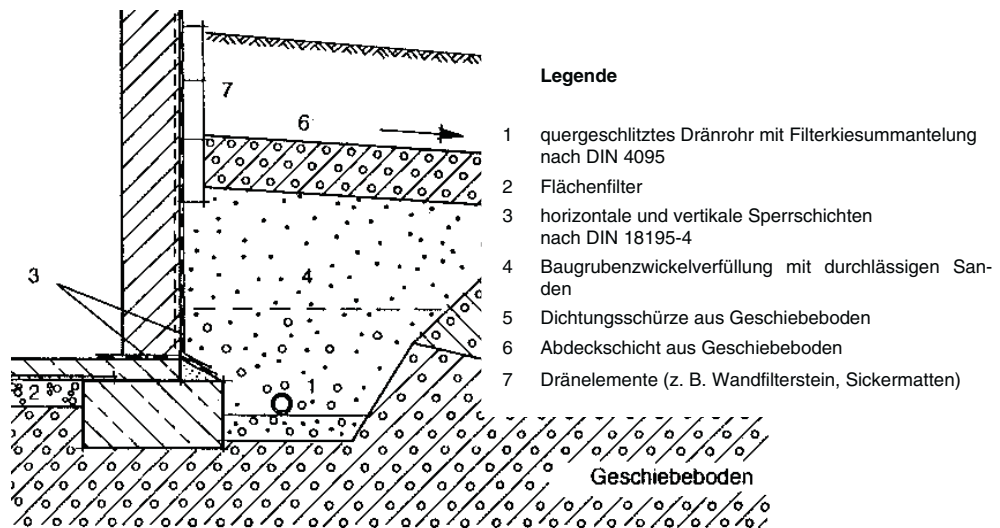 7
6
3
4
2
1
Geschiebeboden
Legende
1 quergeschlitztes Dränrohr mit Filterkiesummantelung
nach DIN 4095
2 Flächenfilter
3 horizontale und vertikale Sperrschichten
nach DIN 18195-4
4 Baugrubenzwickelverfüllung mit durchlässigen San-
den
5 Dichtungsschürze aus Geschiebeboden
6 Abdeckschicht aus Geschiebeboden
7 Dränelemente (z. B. Wandfilterstein, Sickermatten)